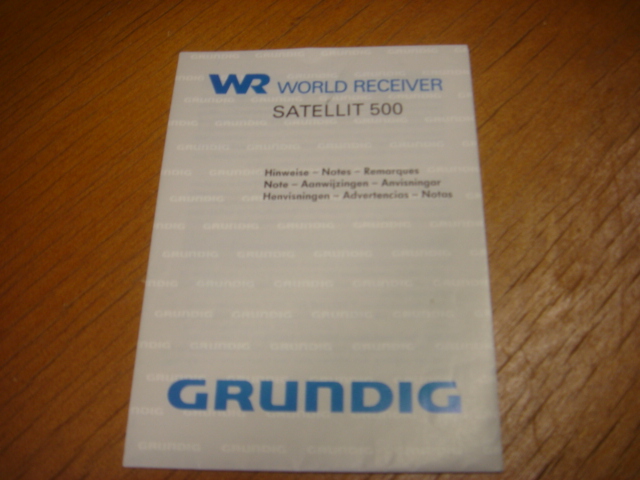 WR WORLD RECEIVER
SATELLIT 500
Hinweise – Notes – Remarques
Note – Aanwijzingen – Anvisningar
Henvisningen – Advertencias – Notas
GRUNDIG